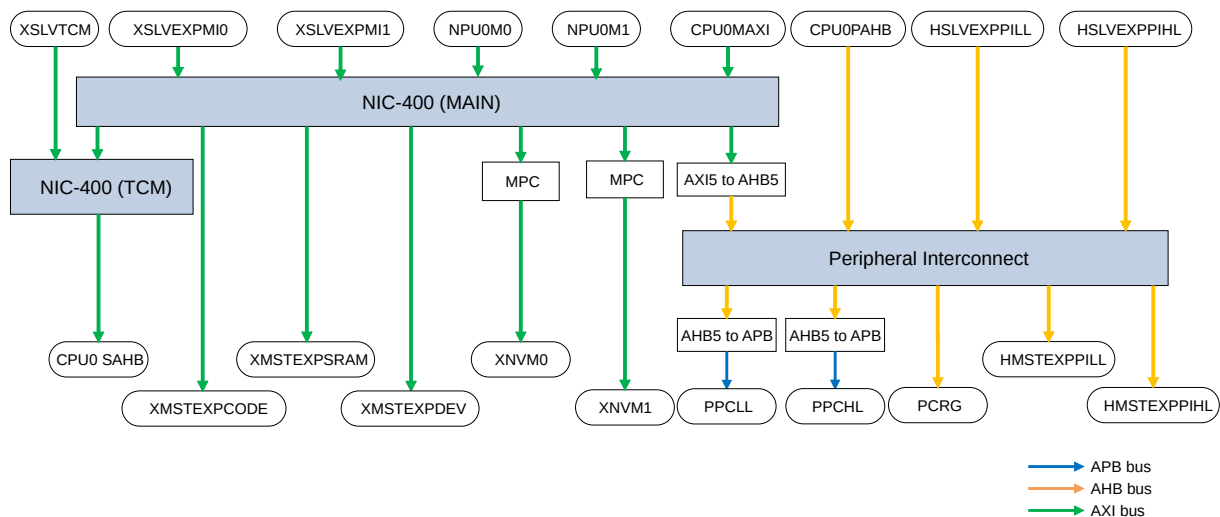 XSLVTCM
XSLVEXPMI0
XSLVEXPMI1
NPU0M0
NPU0M1
CPU0MAXI
CPU0PAHB
HSLVEXPPILL
HSLVEXPPIHL
NIC-400 (MAIN)
NIC-400 (TCM)
MPC
MPC
AXI5 to AHB5
Peripheral Interconnect
AHB5 to APB
AHB5 to APB
CPU0 SAHB
XMSTEXPSRAM
XNVM0
HMSTEXPPILL
XMSTEXPCODE
XMSTEXPDEV
XNVM1
PPCLL
PPCHL
PCRG
HMSTEXPPIHL
APB bus
AHB bus
AXI bus